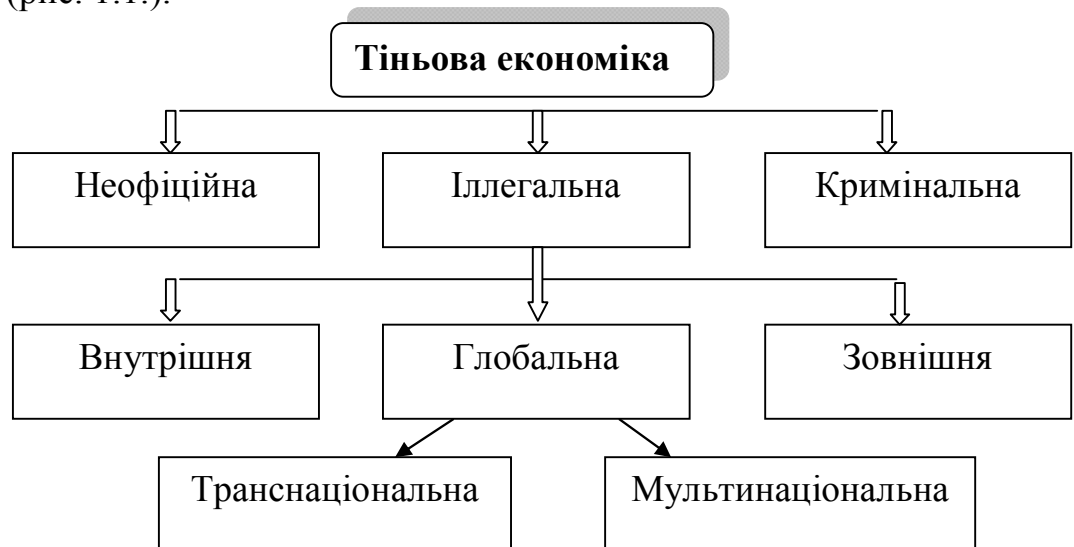 (рис. 1.1.).
Тіньова економіка
Неофіційна
Іллегальна
Кримінальна
Внутрішня
Глобальна
Зовнішня
Транснаціональна
Мультинаціональна